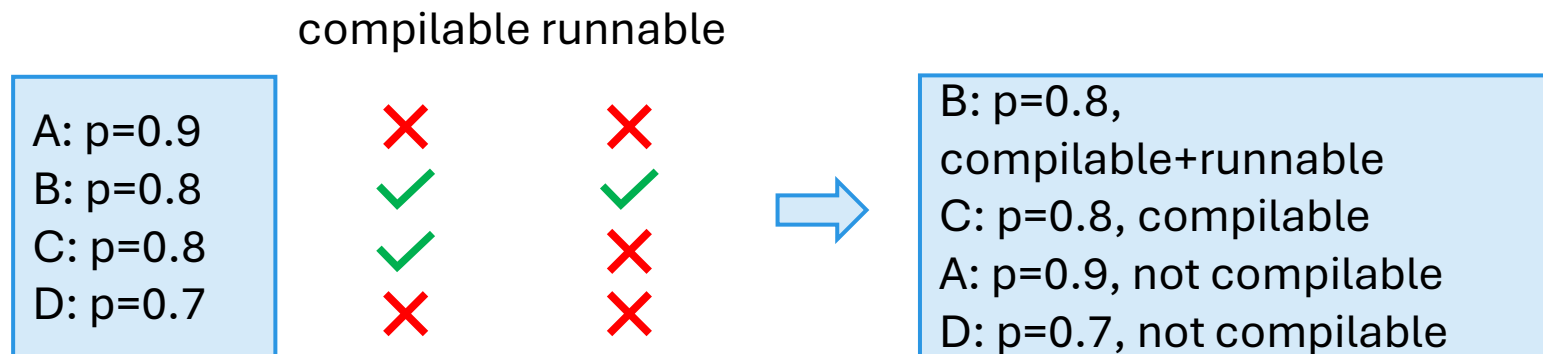 compilable runnable
A: p=0.9
B: p=0.8
C: p=0.8
D: p=0.7
B: p=0.8,
compilable+runnable
C: p=0.8, compilable
A: p=0.9, not compilable
D: p=0.7, not compilable